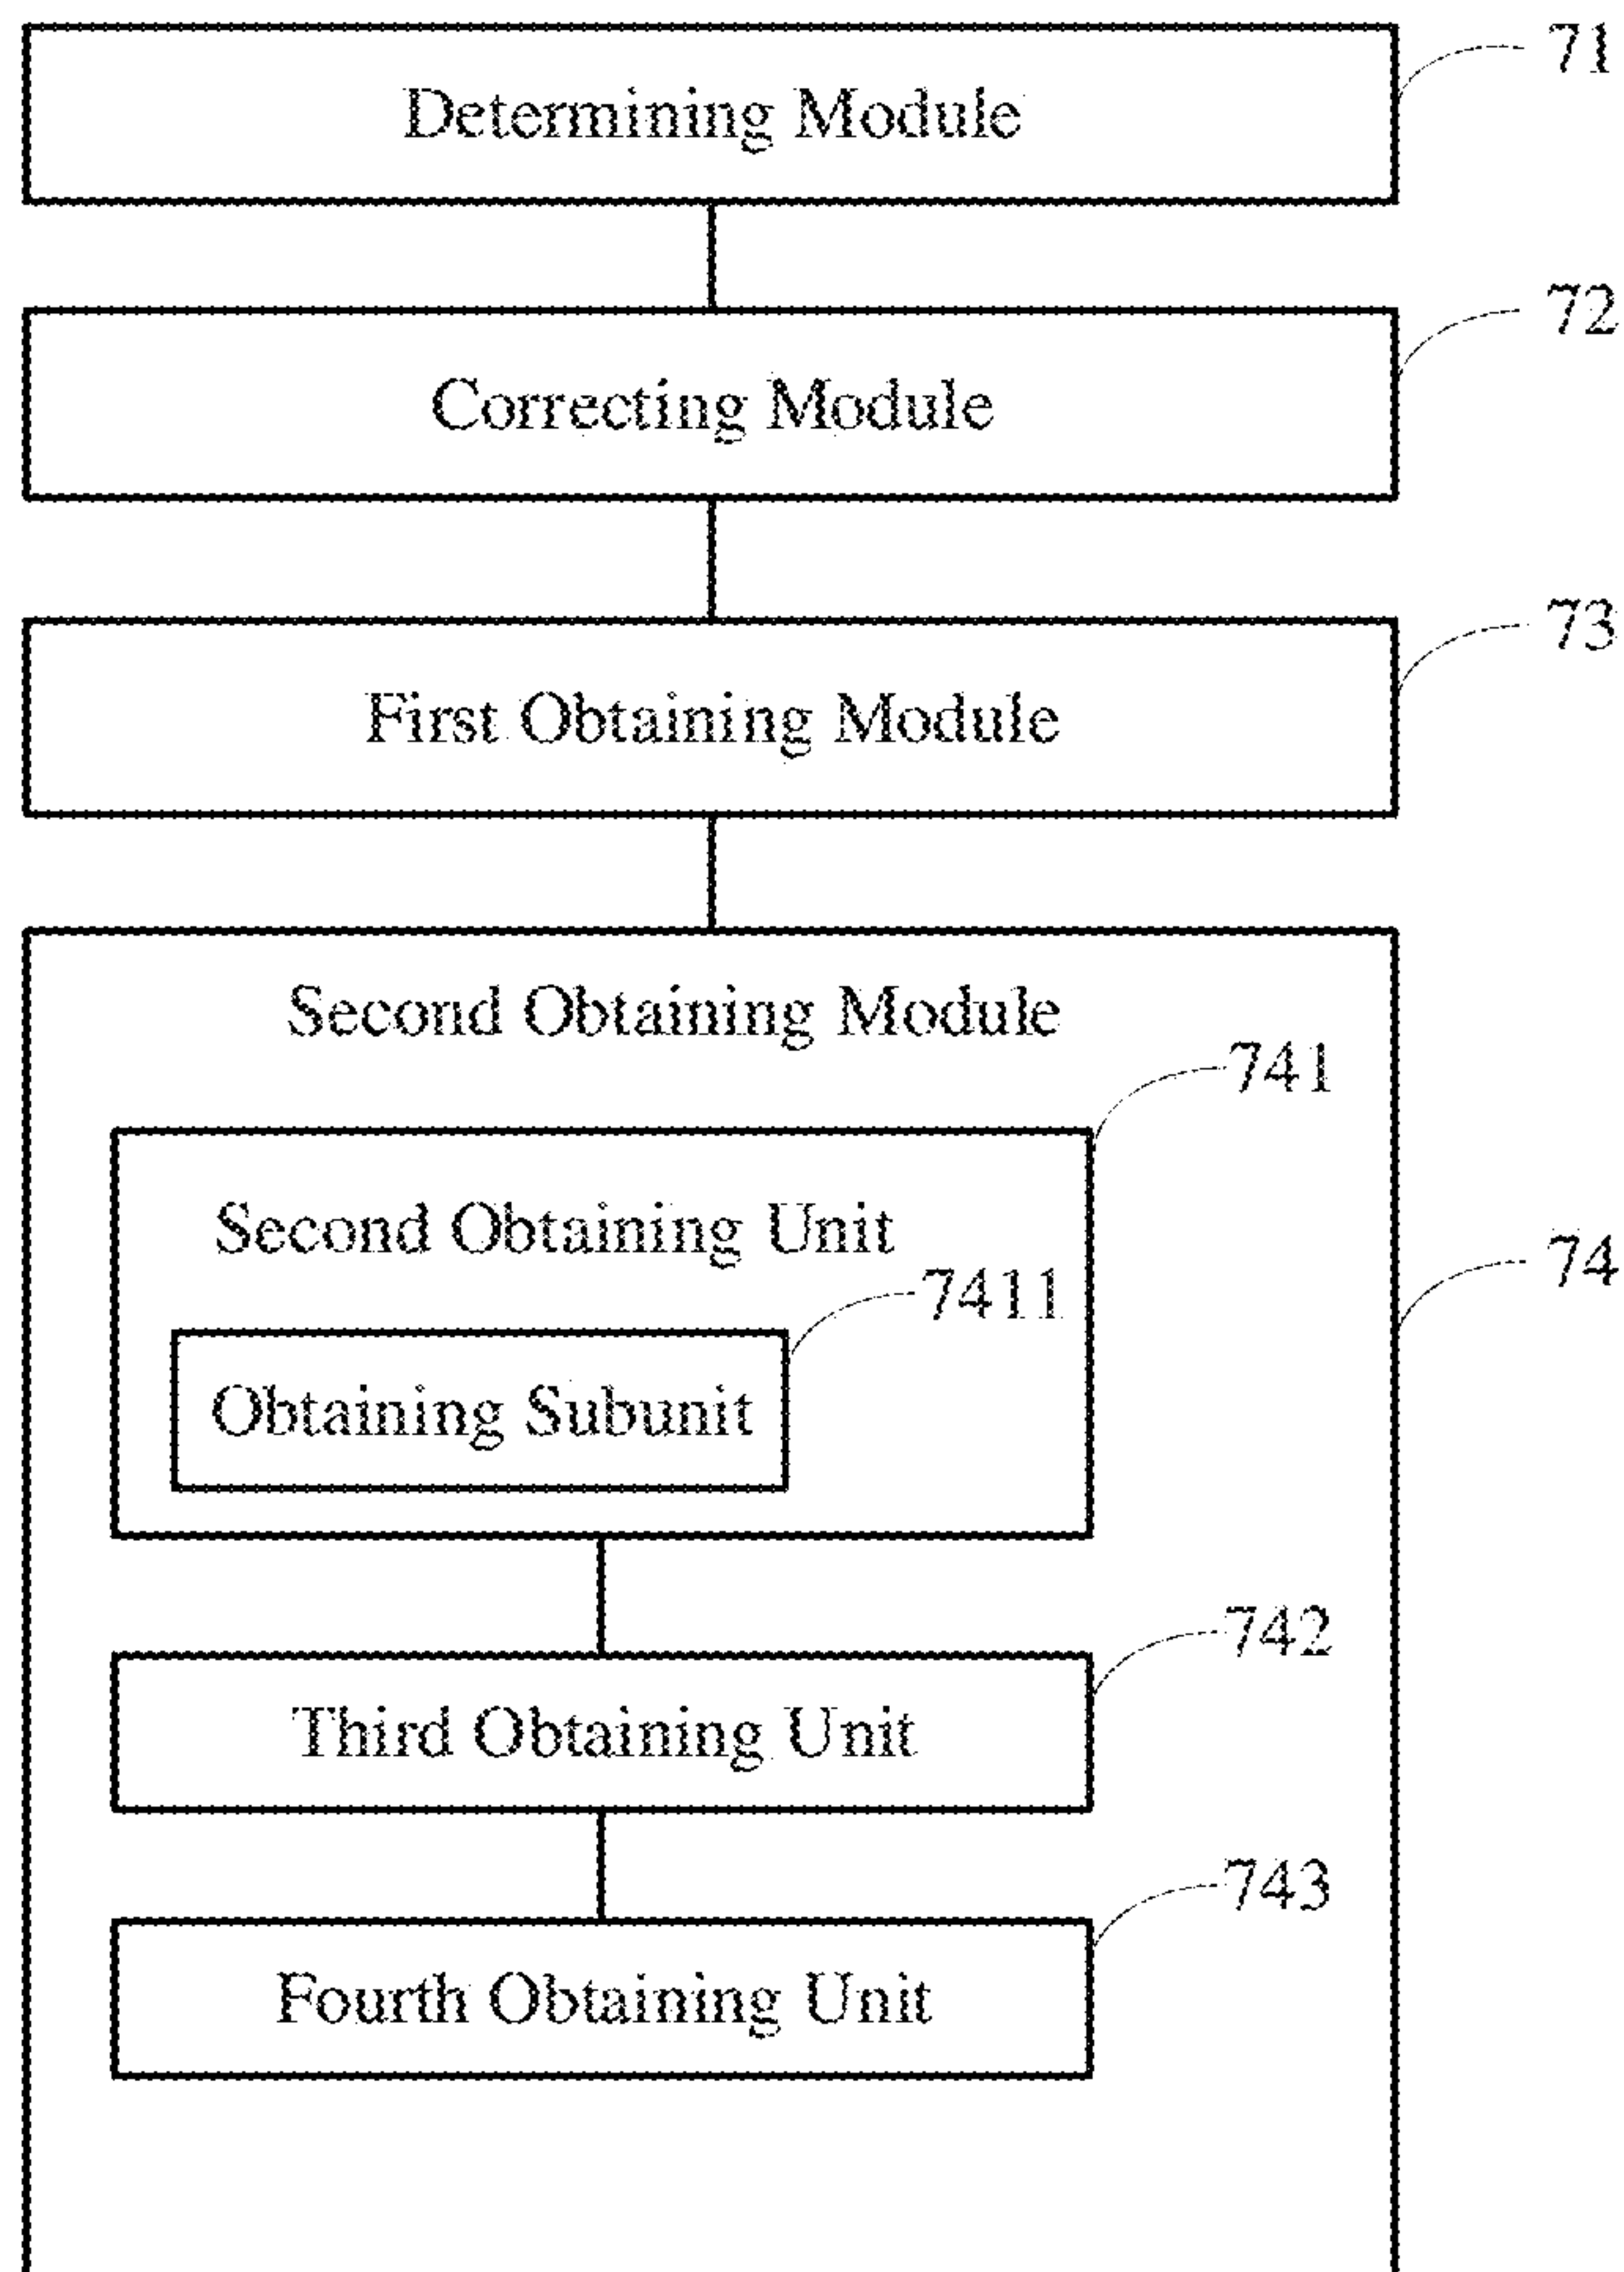 71
Determining Module
72
Correcting Module
73
First Obtaining Module
Second Obtaining Module
741
Second Obtaining Unit
74
7411
Obtaining Subunit
742
Third Obtaining Unit
743
Fourth Obtaining Unit